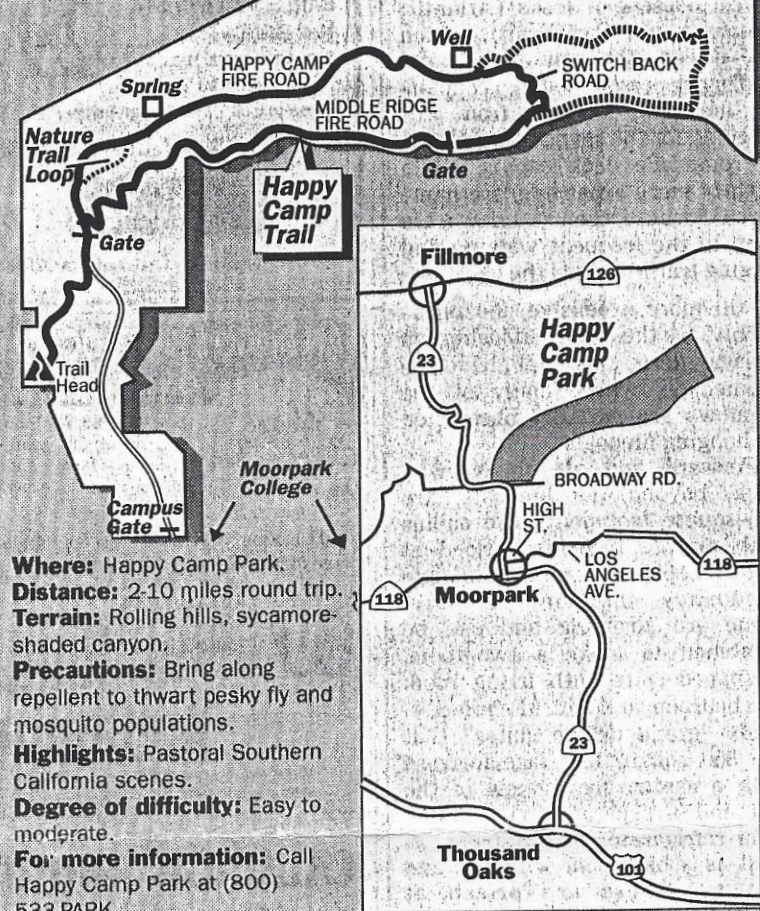 Well
HAPPY CAMP
FIRE ROAD
SWITCH BACK
ROAD
Spring
MIDDLE RIDGE
FIRE ROAD
Nature
Trail
Loop
Gate
Happy
Camp
Trail
Gate
Trail
Head
Campus
Gate
Moorpark
College
Fillmore
126
Happy
Camp
Park
23
BROADWAY RD.
HIGH
ST.
LOS
ANGELES
AVE.
118
118
Moorpark
23
Thousand
Oaks
101
Where: Happy Camp Park.
Distance: 2-10 miles round trip.
Terrain: Rolling hills, sycamore-
shaded canyon.
Precautions: Bring along
repellent to thwart pesky fly and
mosquito populations.
Highlights: Pastoral Southern
California scenes.
Degree of difficulty: Easy to
moderate.
For more information: Call
Happy Camp Park at (800)
533-PARK